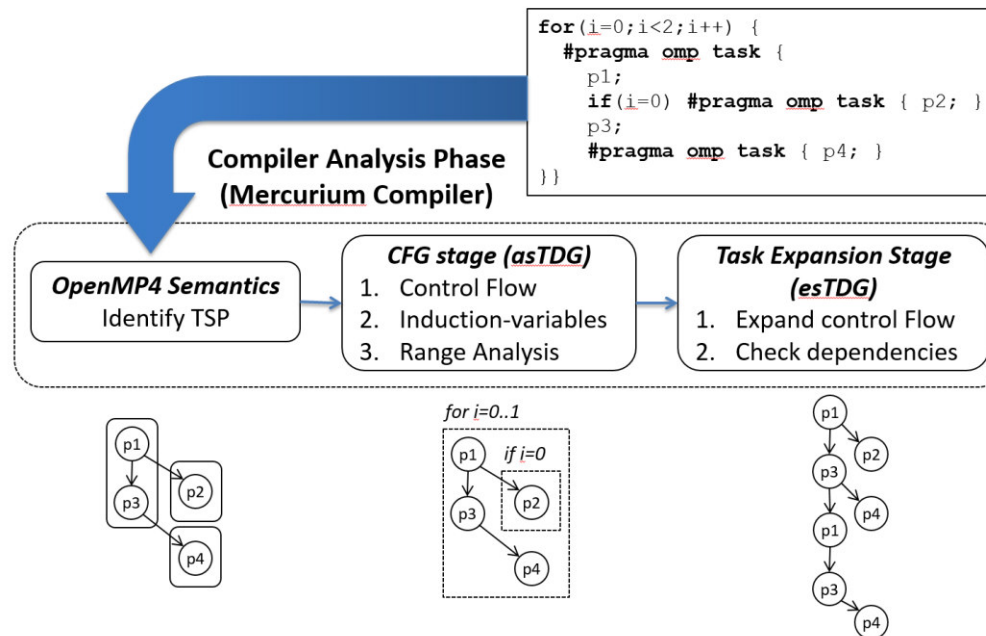 for(i=0;i<2;i++) {
#pragma omp task {
p1;
if(i=0) #pragma omp task { p2; }
p3;
#pragma omp task { p4; }
}}
Compiler Analysis Phase
(Mercurium Compiler)
OpenMP4 Semantics
Identify TSP
CFG stage (asTDG)
1. Control Flow
2. Induction-variables
3. Range Analysis
Task Expansion Stage
(esTDG)
1. Expand control Flow
2. Check dependencies
p1
p2
p3
p4
for i=0..1
if i=0
p1
p2
p3
p4
p1
p2
p3
p4
p1
p3
p4